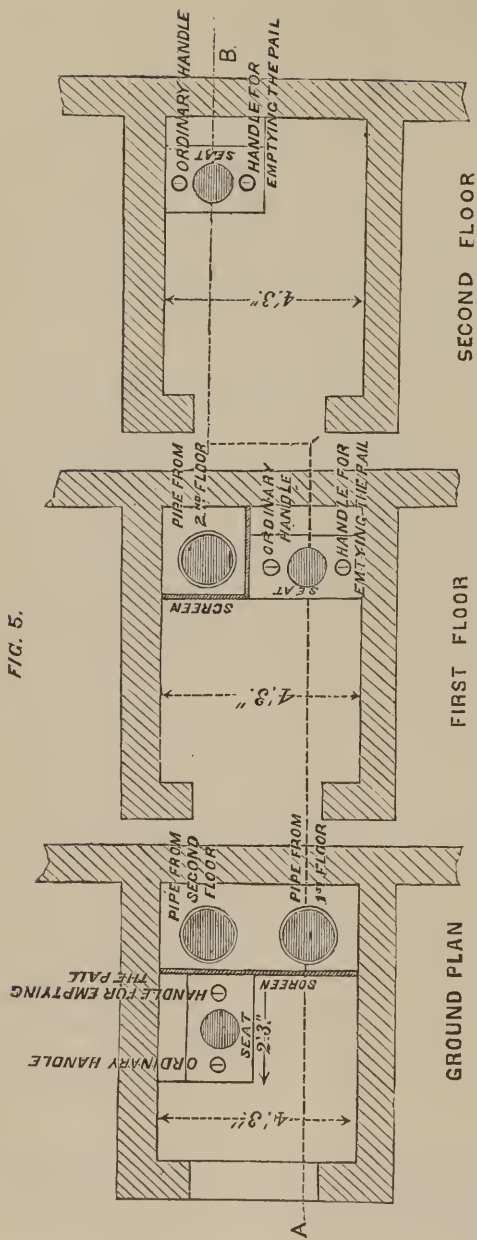 FIG. 5.
A
GROUND PLAN
4'.3."
ORDINARY HANDLE
HANDLE FOR EMPTYING
THE PAIL
SEAT
2'.3."
SCREEN
PIPE FROM
SECOND
FLOOR
PIPE FROM
1ST FLOOR
FIRST FLOOR
4'.3."
SCREEN
PIPE FROM
2ND FLOOR
ORDINARY
HANDLE
SEAT
HANDLE FOR
EMTYING THE PAIL
SECOND FLOOR
4'.3."
SEAT
ORDINARY HANDLE
HANDLE FOR
EMPTYING THE PAIL
B.